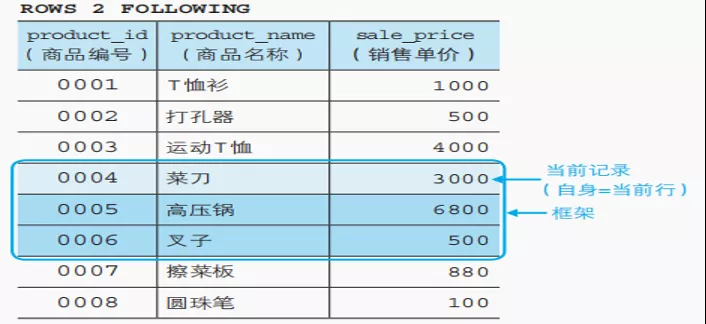 ROWS 2 FOLLOWING
product_id product_name sale_price
（商品编号） （商品名称） （销售单价）
0001 T恤衫 1000
0002 打孔器 500
0003 运动T恤 4000
0004 菜刀 3000
当前记录
（自身=当前行）
0005 高压锅 6800
框架
0006 叉子 500
0007 擦菜板 880
0008 圆珠笔 100